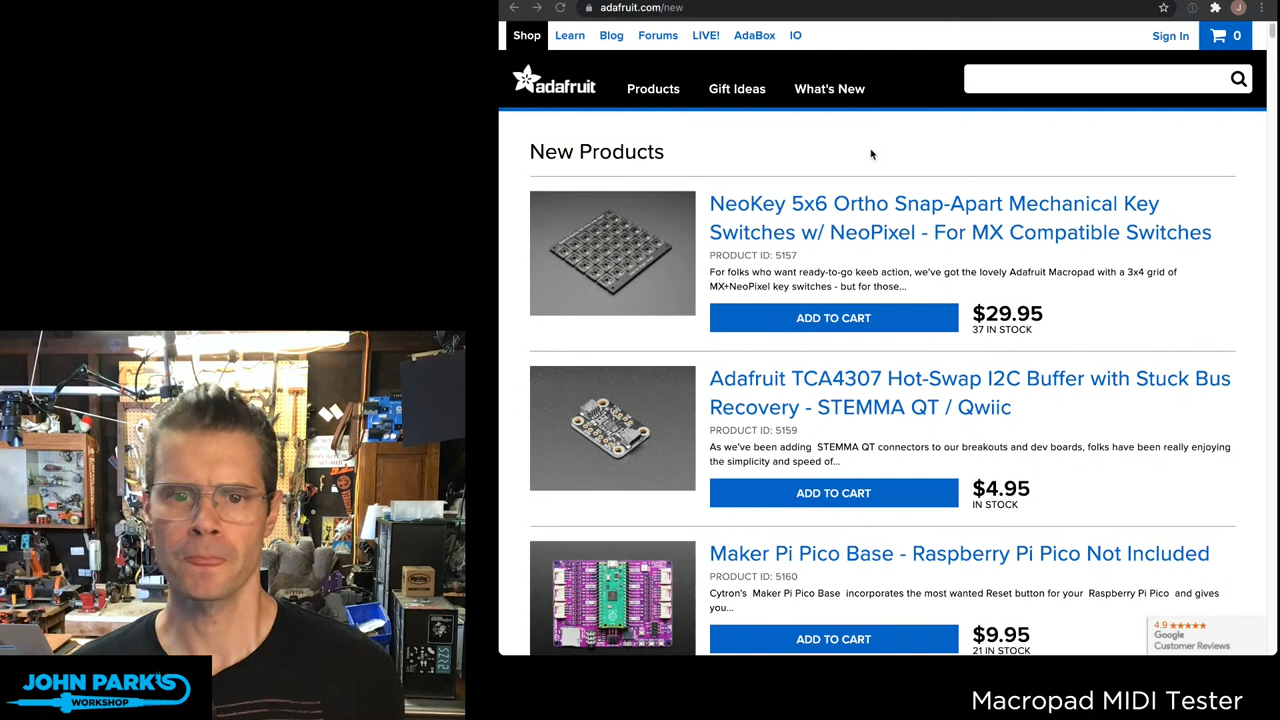 adafruit.com/new
J
Shop Learn Blog Forums LIVE! AdaBox IO Sign In 0
adafruit Products Gift Ideas What's New
New Products
NeoKey 5x6 Ortho Snap-Apart Mechanical Key
Switches w/ NeoPixel - For MX Compatible Switches
PRODUCT ID: 5157
For folks who want ready-to-go keeb action, we've got the lovely Adafruit Macropad with a 3x4 grid of
MX+NeoPixel key switches - but for those...
ADD TO CART
$29.95
37 IN STOCK
Adafruit TCA4307 Hot-Swap I2C Buffer with Stuck Bus
Recovery - STEMMA QT / Qwiic
PRODUCT ID: 5159
As we've been adding STEMMA QT connectors to our breakouts and dev boards, folks have been really enjoying
the simplicity and speed of...
ADD TO CART
$4.95
IN STOCK
Maker Pi Pico Base - Raspberry Pi Pico Not Included
PRODUCT ID: 5160
Cytron's Maker Pi Pico Base incorporates the most wanted Reset button for your Raspberry Pi Pico and gives
you...
ADD TO CART
$9.95
21 IN STOCK
4.9 ★★★★★
Google
Customer Reviews
JOHN PARK'S
WORKSHOP
Macropad MIDI Tester